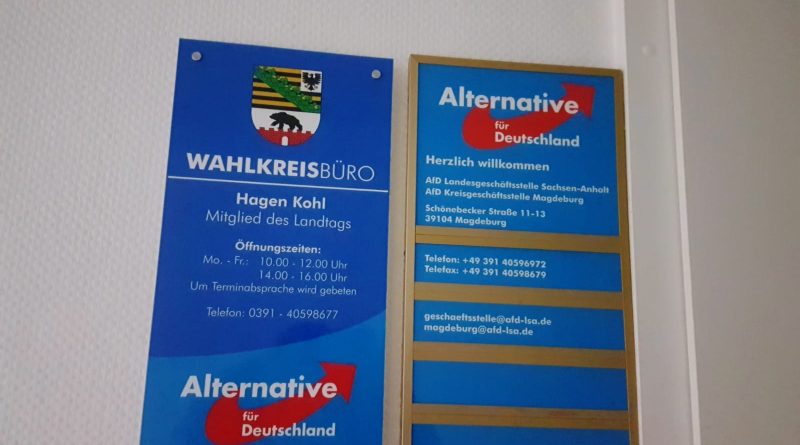 WAHLKREISBÜRO
Hagen Kohl
Mitglied des Landtags
Öffnungszeiten:
Mo. - Fr.: 10.00 - 12.00 Uhr
14.00 - 16.00 Uhr
Um Terminabsprache wird gebeten
Telefon: 0391 - 40598677
Alternative
für
Deutschland
Alternative
für
Deutschland
Herzlich willkommen
AfD Landesgeschäftsstelle Sachsen-Anholt
AfD Kreisgeschäftsstelle Magdeburg
Schönebecker Straße 11-13
39104 Magdeburg
Telefon: +49 391 40596972
Telefax: +49 391 40598679
geschaeftsstelle@afd-lsa.de
magdeburg@afd-lsa.de